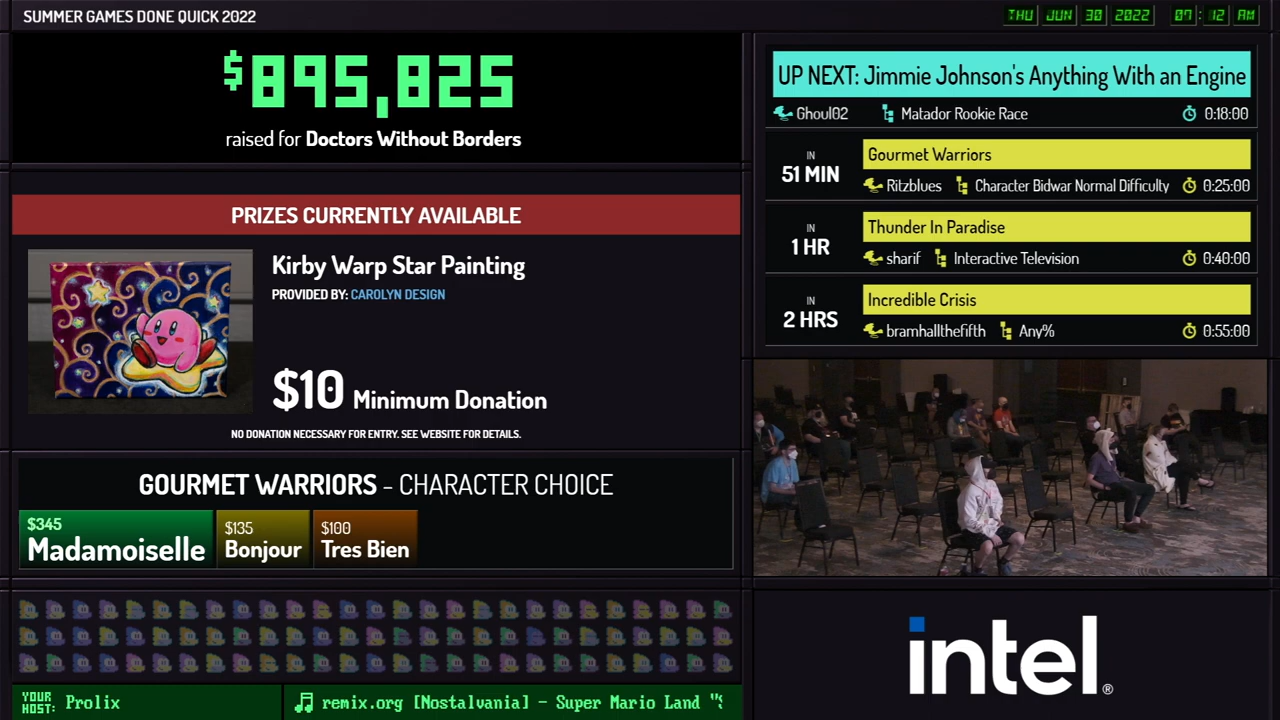 SUMMER GAMES DONE QUICK 2022
THU JUN 30 2022 07:12 AM
$895,825
raised for Doctors Without Borders
PRIZES CURRENTLY AVAILABLE
Kirby Warp Star Painting
PROVIDED BY: CAROLYN DESIGN
$10 Minimum Donation
NO DONATION NECESSARY FOR ENTRY. SEE WEBSITE FOR DETAILS.
GOURMET WARRIORS - CHARACTER CHOICE
$345
Madamoiselle
$135
Bonjour
$100
Tres Bien
YOUR HOST: Prolix
remix.org [Nostalvania] - Super Mario Land "
UP NEXT: Jimmie Johnson's Anything With an Engine
Ghoul02 Matador Rookie Race 0:18:00
IN
51 MIN
Gourmet Warriors
Ritzblues Character Bidwar Normal Difficulty 0:25:00
IN
1 HR
Thunder In Paradise
sharif Interactive Television 0:40:00
IN
2 HRS
Incredible Crisis
bramhallthefifth Any% 0:55:00
intel®